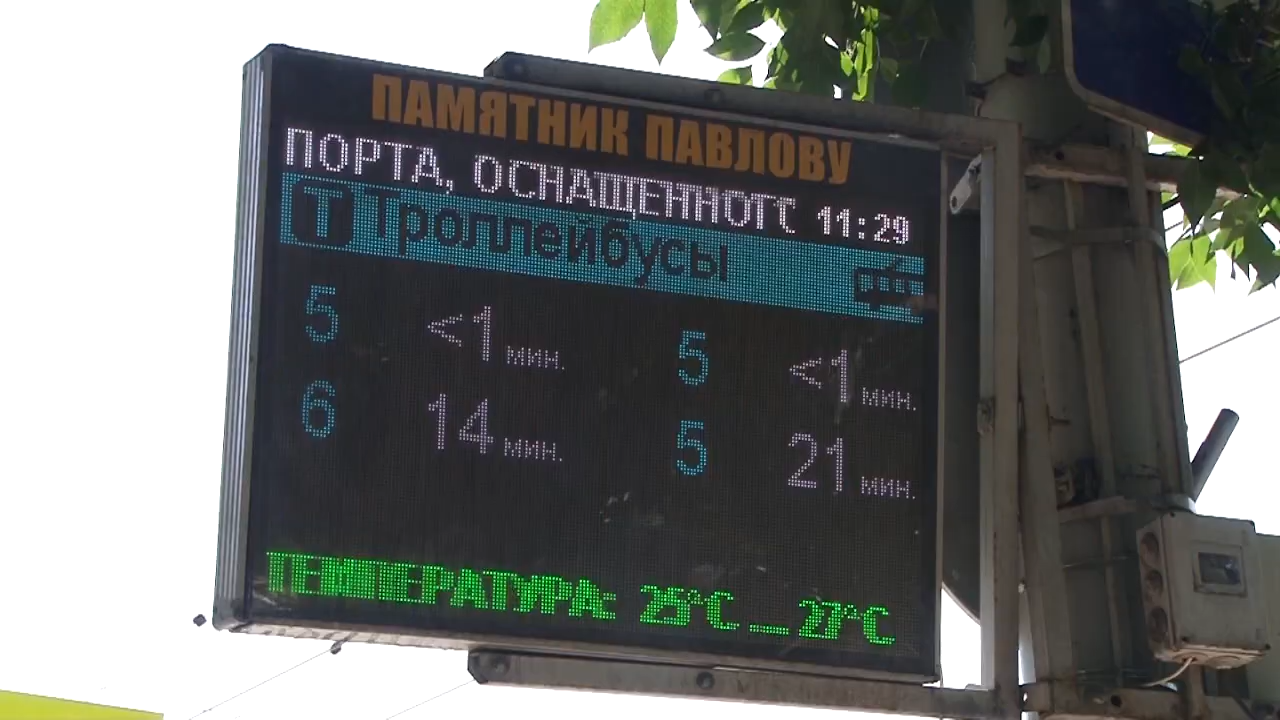 ПАМЯТНИК ПАВЛОВУ
ПОРТА, ОСНАЩЕННОГО 11:29
Т Троллейбусы
5 <1 мин. 5 <1 мин.
6 14 мин. 5 21 мин.
ТЕМПЕРАТУРА: 25°C ... 27°C